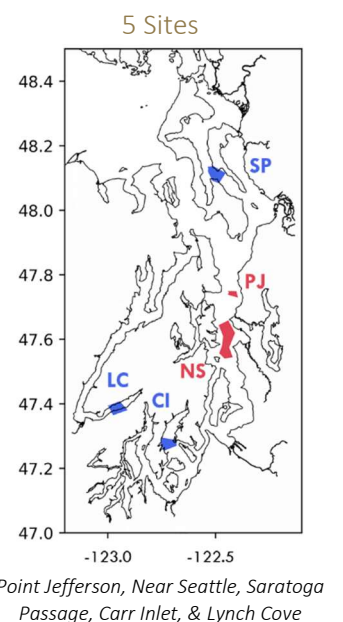 5 Sites
48.4
48.2
SP
48.0
47.8
PJ
47.6
NS
LC
CI
47.4
47.2
47.0
-123.0 -122.5
Point Jefferson, Near Seattle, Saratoga
Passage, Carr Inlet, & Lynch Cove